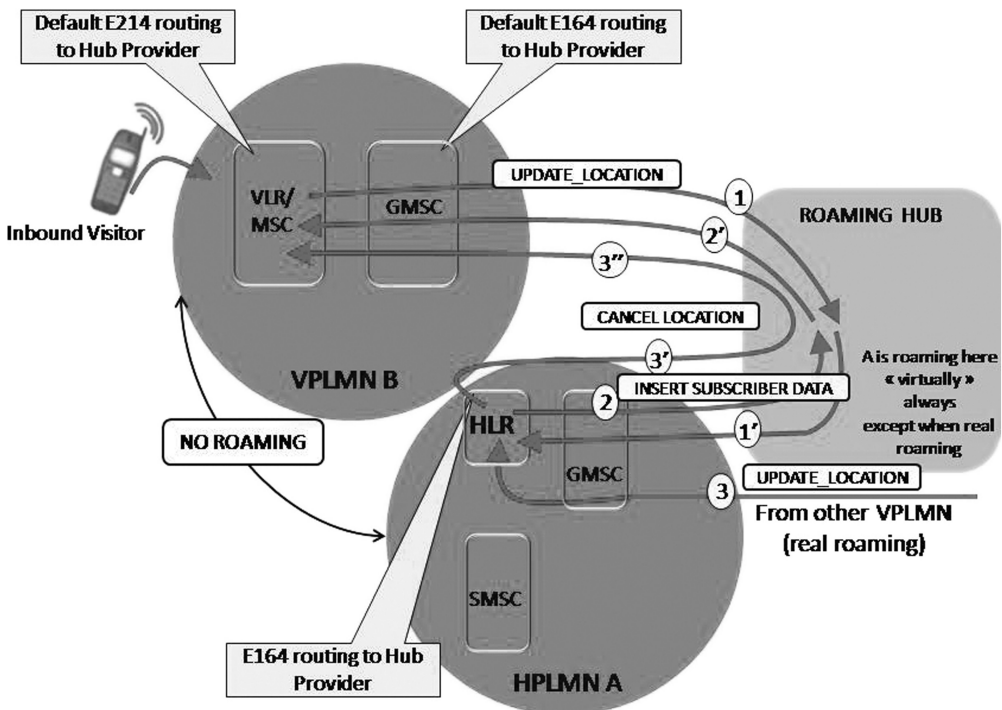 Default E214 routing
to Hub Provider
Default E164 routing
to Hub Provider
Inbound Visitor
VLR/
MSC
GMSC
UPDATE_LOCATION
1
2’
3’’
ROAMING HUB
CANCEL LOCATION
3’
A is roaming here
« virtually »
always
except when real
roaming
VPLMN B
NO ROAMING
HLR
2
INSERT SUBSCRIBER DATA
1’
GMSC
3
UPDATE_LOCATION
From other VPLMN
(real roaming)
SMSC
E164 routing to Hub
Provider
HPLMN A